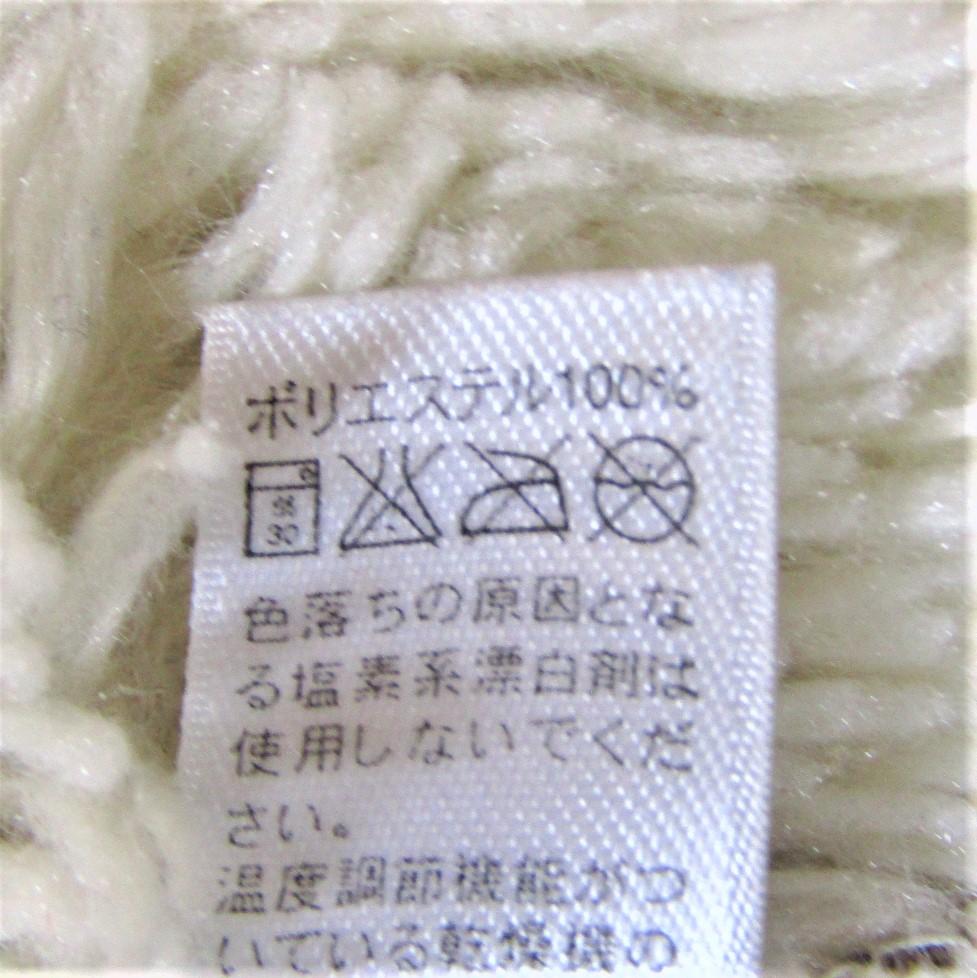 ポリエステル100%
弱
30
色落ちの原因とな
る塩素系漂白剤は
使用しないでくだ
さい。
温度調節機能がつ
いている乾燥機の